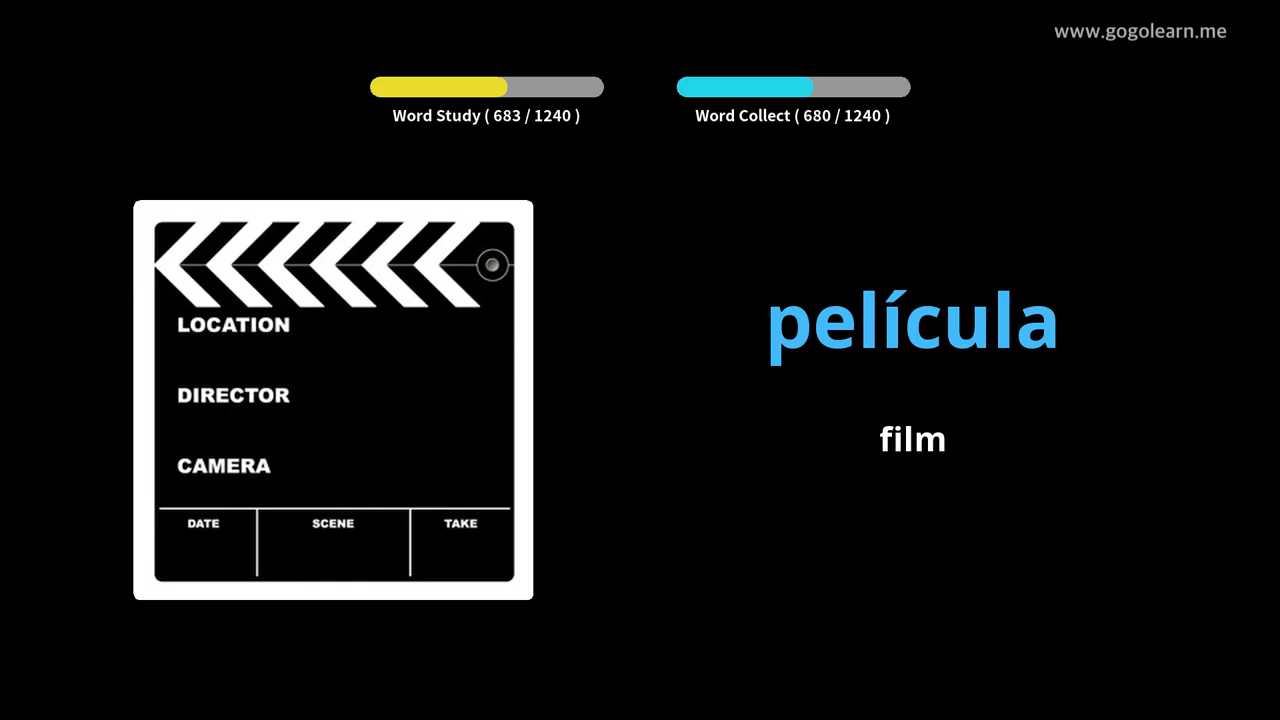 www.gogolearn.me
Word Study ( 683 / 1240 )
Word Collect ( 680 / 1240 )
LOCATION
DIRECTOR
CAMERA
DATE
SCENE
TAKE
película
film